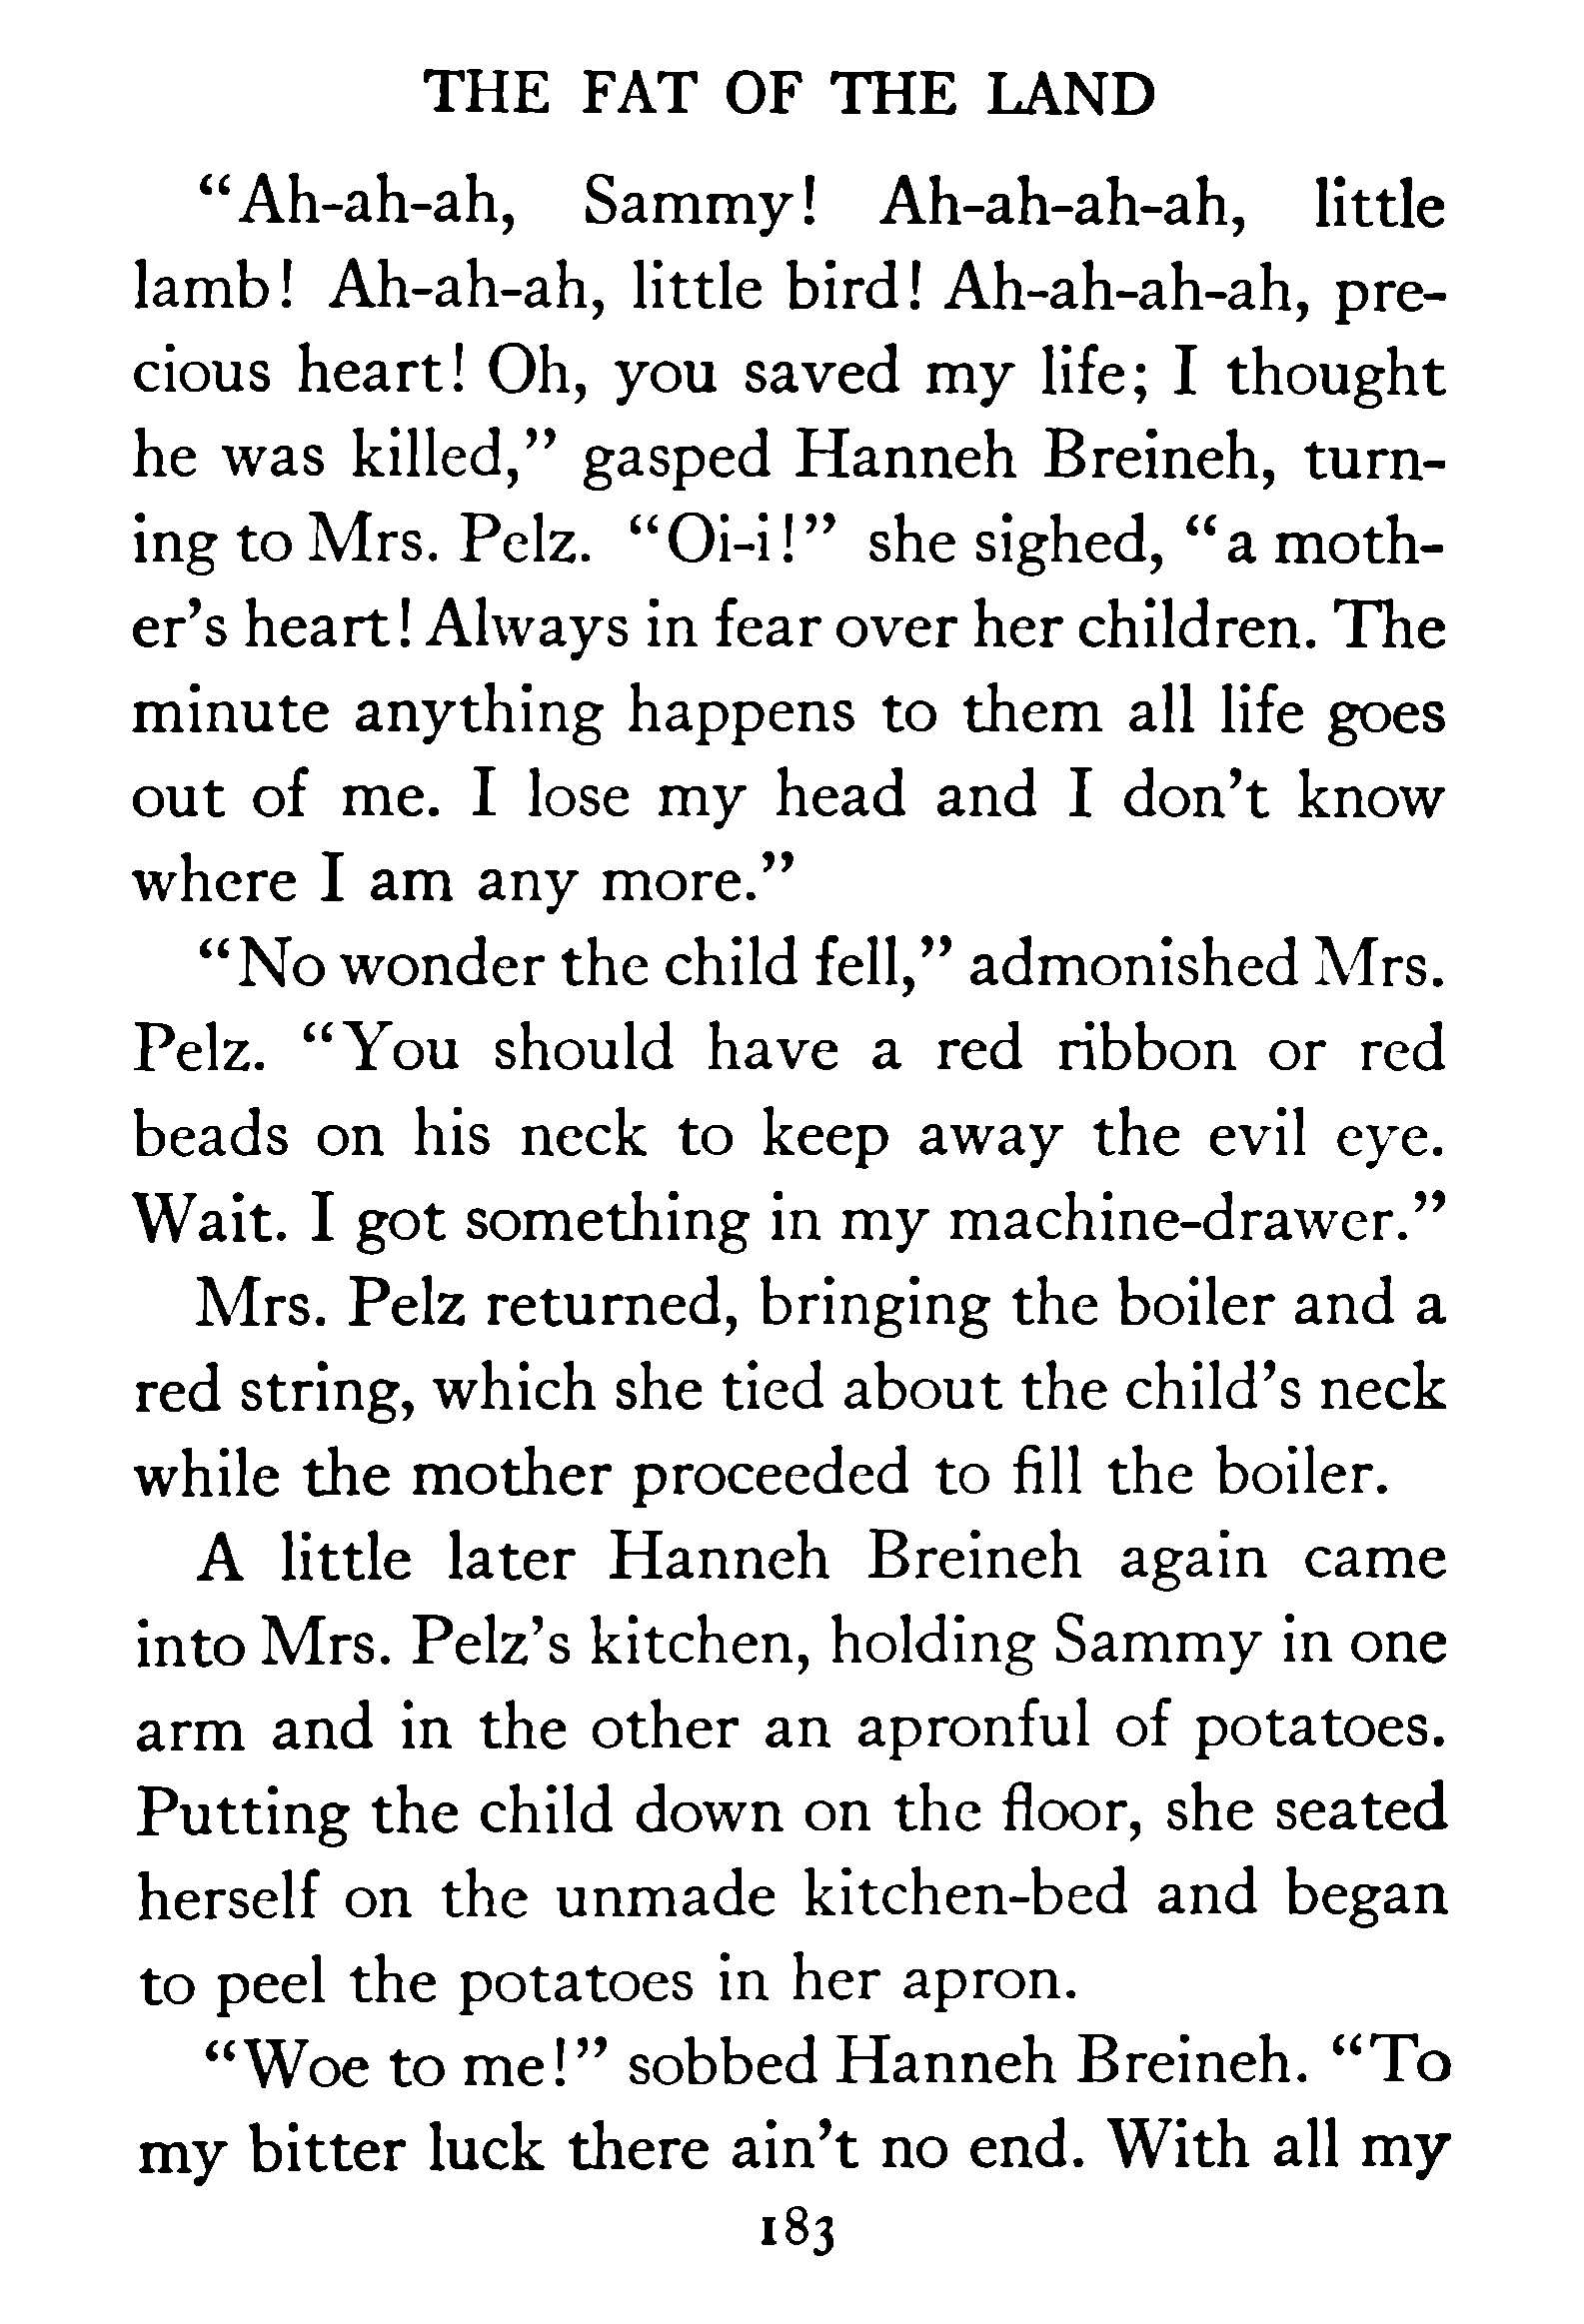 THE FAT OF THE LAND
“Ah-ah-ah, Sammy! Ah-ah-ah-ah, little
lamb! Ah-ah-ah, little bird! Ah-ah-ah-ah, pre-
cious heart! Oh, you saved my life; I thought
he was killed,” gasped Hanneh Breineh, turn-
ing to Mrs. Pelz. “Oi-i!” she sighed, “a moth-
er’s heart! Always in fear over her children. The
minute anything happens to them all life goes
out of me. I lose my head and I don’t know
where I am any more.”
“No wonder the child fell,” admonished Mrs.
Pelz. “You should have a red ribbon or red
beads on his neck to keep away the evil eye.
Wait. I got something in my machine-drawer.”
Mrs. Pelz returned, bringing the boiler and a
red string, which she tied about the child’s neck
while the mother proceeded to fill the boiler.
A little later Hanneh Breineh again came
into Mrs. Pelz’s kitchen, holding Sammy in one
arm and in the other an apronful of potatoes.
Putting the child down on the floor, she seated
herself on the unmade kitchen-bed and began
to peel the potatoes in her apron.
“Woe to me!” sobbed Hanneh Breineh. “To
my bitter luck there ain’t no end. With all my
183